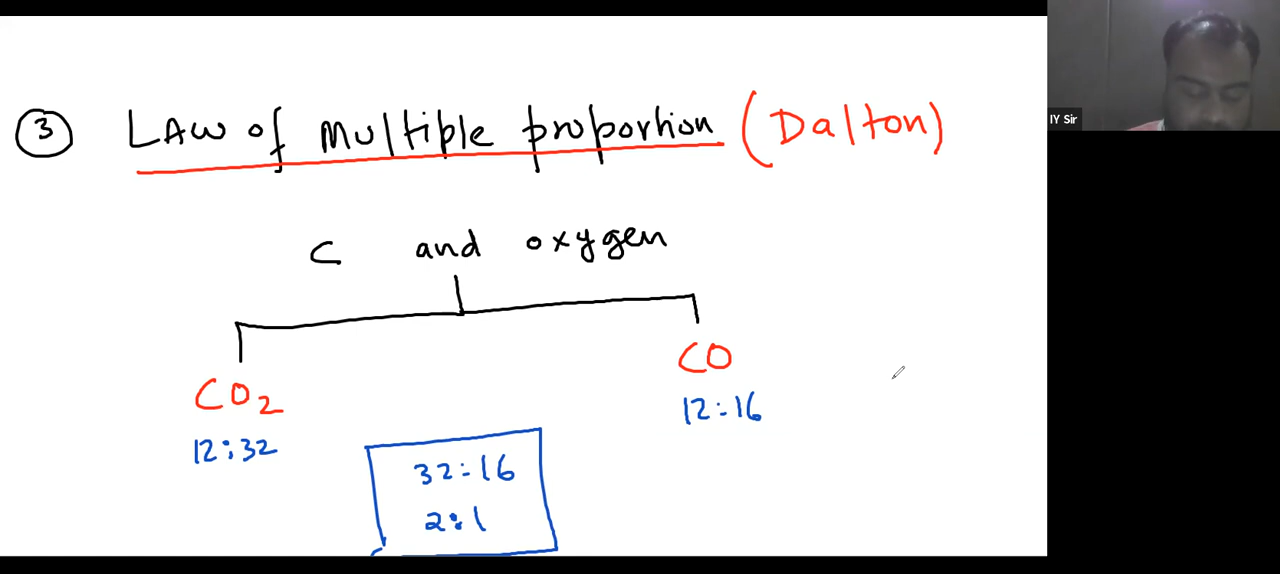 3 LAW of Multiple proportion (Dalton)
IY Sir
C and oxygen
CO2
CO
12:32
12:16
32:16
2:1